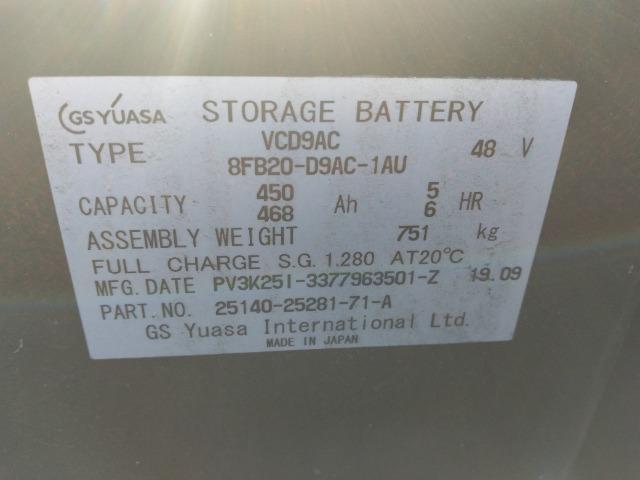 GS YUASA STORAGE BATTERY
TYPE VCD9AC 48 V
8FB20-D9AC-1AU
CAPACITY 450 Ah 5 HR
468 6
ASSEMBLY WEIGHT 751 kg
FULL CHARGE S.G. 1.280 AT20°C
MFG. DATE PV3K25I-3377963501-Z 19.09
PART.NO. 25140-25281-71-A
GS Yuasa International Ltd.
MADE IN JAPAN